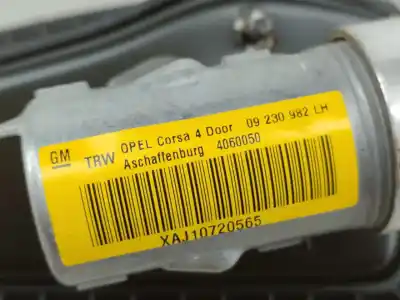 GM OPEL Corsa 4 Door 09 230 982 LH
TRW Aschaffenburg 4060050
XAJ10720565